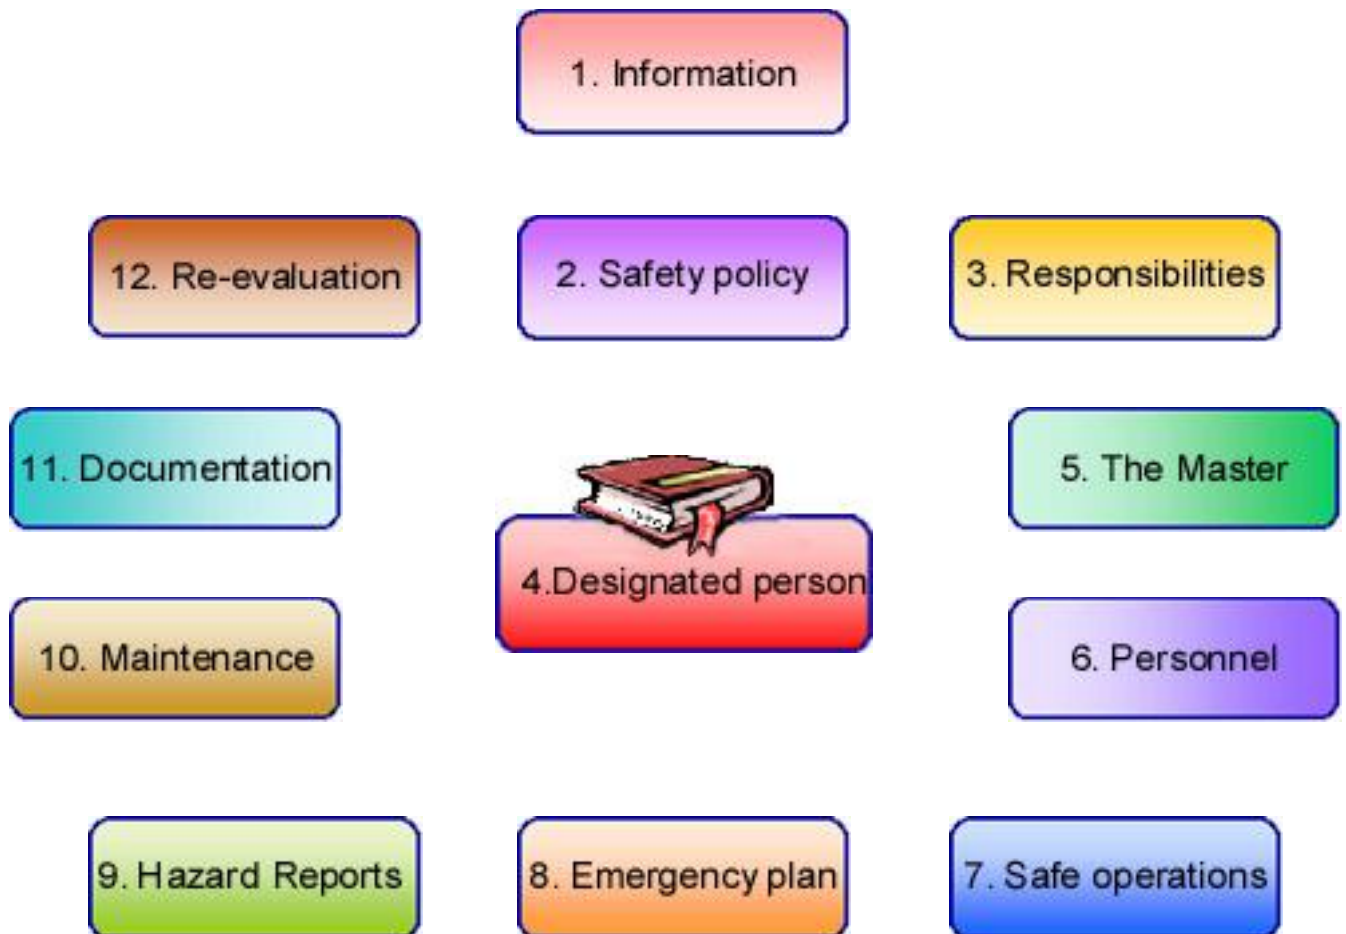 1. Information
12. Re-evaluation
2. Safety policy
3. Responsibilities
11. Documentation
5. The Master
4.Designated person
10. Maintenance
6. Personnel
9. Hazard Reports
8. Emergency plan
7. Safe operations